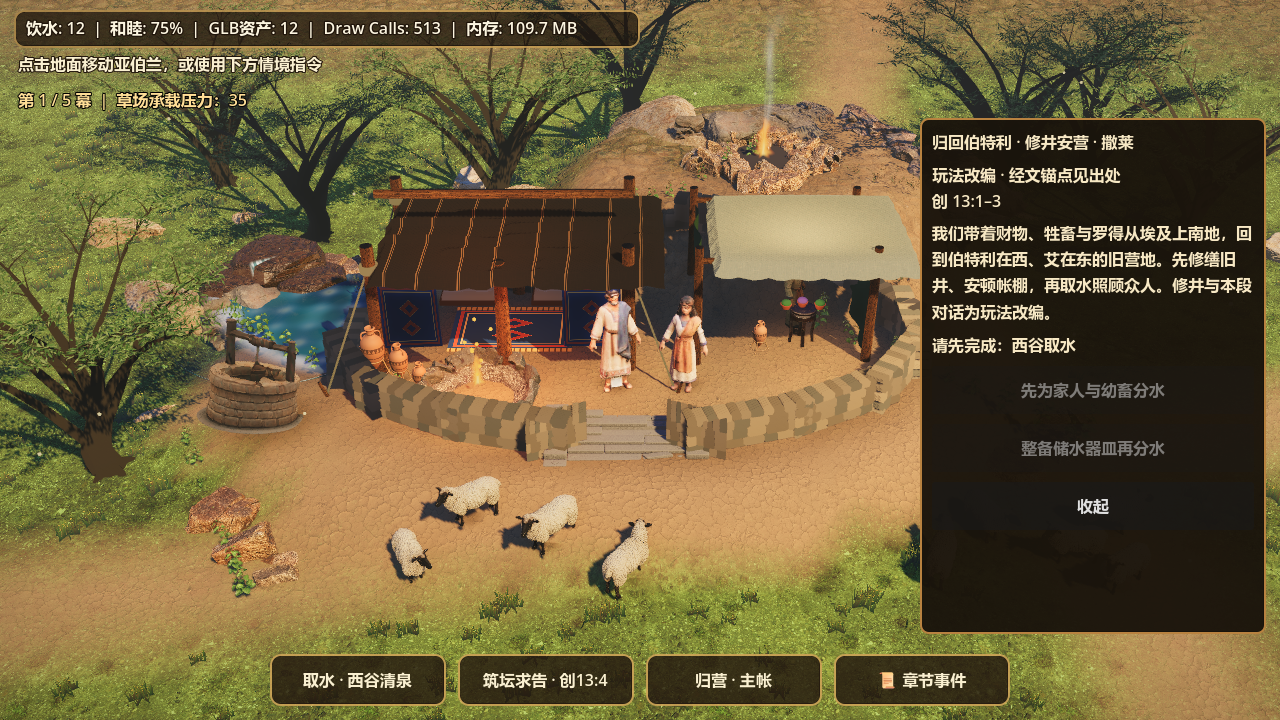 饮水: 12 | 和睦: 75% | GLB资产: 12 | Draw Calls: 513 | 内存: 109.7 MB
点击地面移动亚伯兰，或使用下方情境指令
第 1 / 5 幕 | 草场承载压力：35
归回伯特利 · 修井安营 · 撒莱
玩法改编 · 经文锚点见出处
创 13:1–3
我们带着财物、牲畜与罗得从埃及上南地，回
到伯特利在西、艾在东的旧营地。先修缮旧
井、安顿帐棚，再取水照顾众人。修井与本段
对话为玩法改编。
请先完成：西谷取水
先为家人与幼畜分水
整备储水器皿再分水
收起
取水 · 西谷清泉
筑坛求告 · 创13:4
归营 · 主帐
📜 章节事件